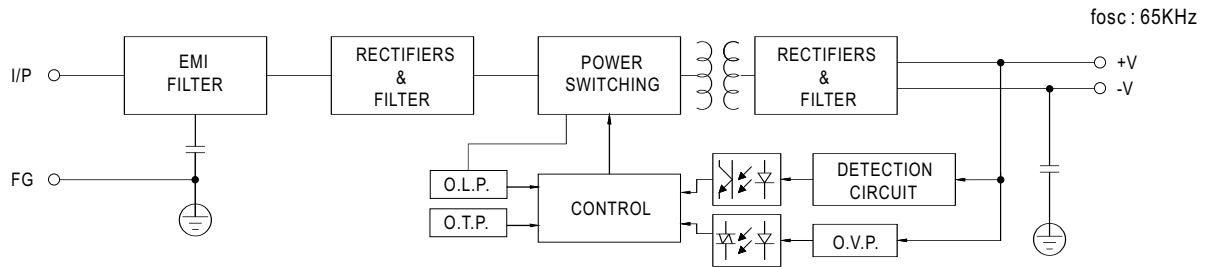 fosc : 65KHz
I/P
EMI
FILTER
RECTIFIERS
&
FILTER
POWER
SWITCHING
RECTIFIERS
&
FILTER
+V
-V
FG
O.L.P.
O.T.P.
CONTROL
DETECTION
CIRCUIT
O.V.P.